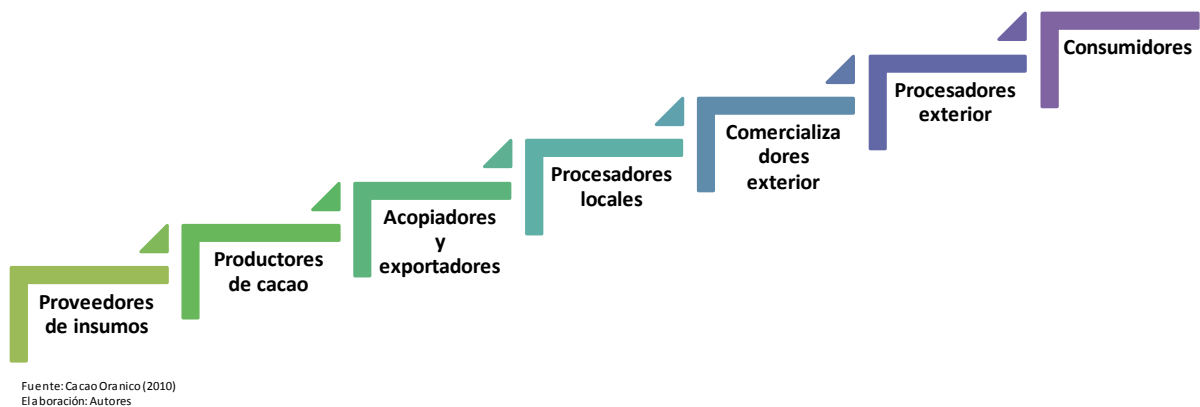 Proveedores
de insumos
Productores
de cacao
Acopiadores
y
exportadores
Procesadores
locales
Comercializa
dores
exterior
Procesadores
exterior
Consumidores
Fuente: Cacao Oranico (2010)
Elaboración: Autores